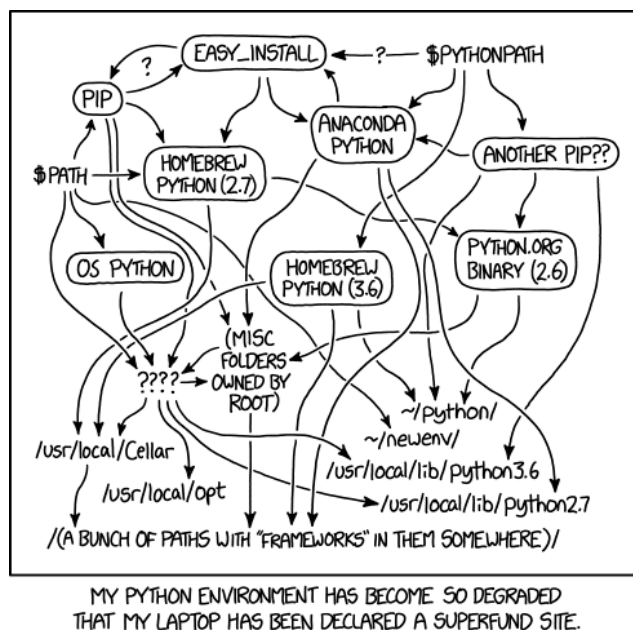 EASY_INSTALL
?
$PYTHONPATH
?
PIP
ANACONDA
PYTHON
ANOTHER PIP??
HOMEBREW
PYTHON (2.7)
$PATH
OS PYTHON
HOMEBREW
PYTHON (3.6)
PYTHON.ORG
BINARY (2.6)
(MISC
FOLDERS
OWNED BY
ROOT)
????
~/python/
~/newenv/
/usr/local/Cellar
/usr/local/opt
/usr/local/lib/python3.6
/usr/local/lib/python2.7
/(A BUNCH OF PATHS WITH "FRAMEWORKS" IN THEM SOMEWHERE)/
MY PYTHON ENVIRONMENT HAS BECOME SO DEGRADED
THAT MY LAPTOP HAS BEEN DECLARED A SUPERFUND SITE.